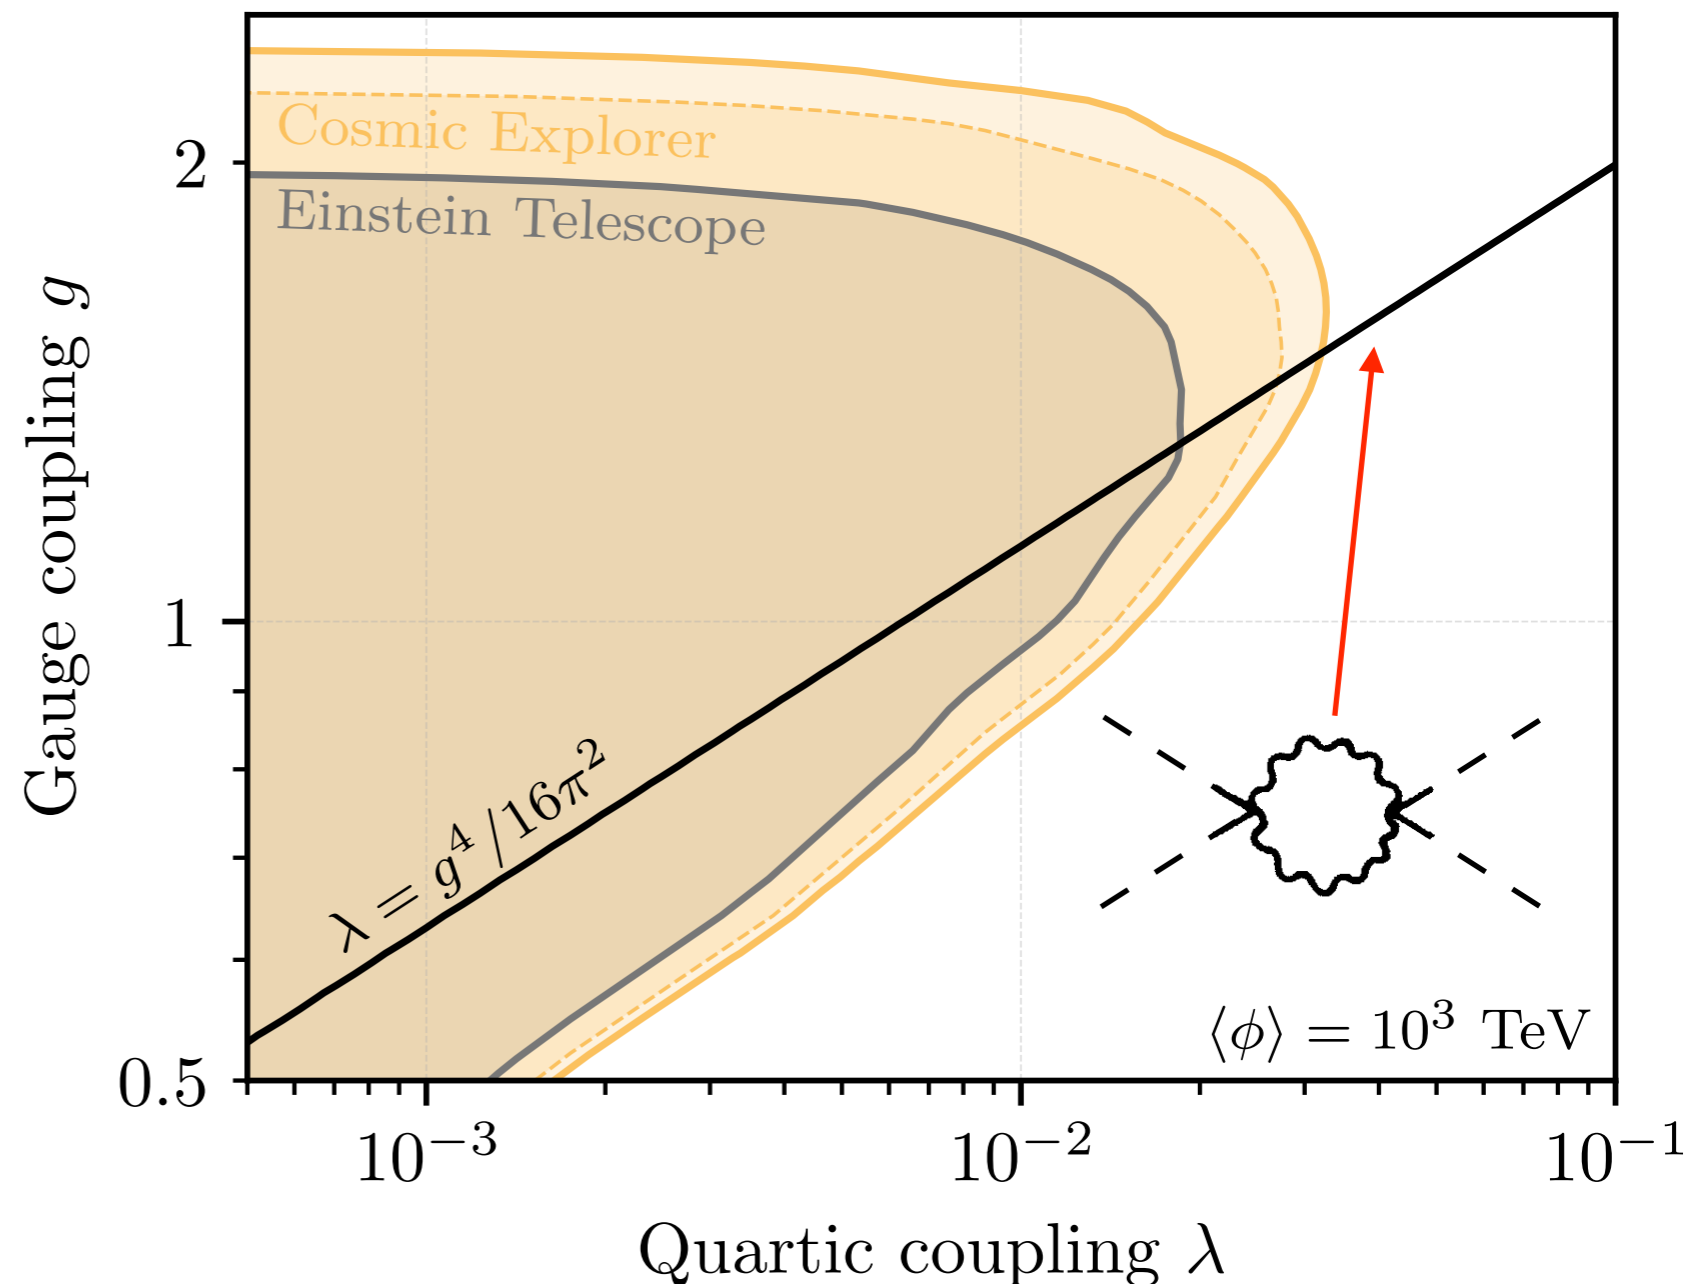 Cosmic Explorer
2
Einstein Telescope
Gauge coupling g
1
λ = g⁴/16π²
⟨ϕ⟩ = 10³ TeV
0.5
10⁻³ 10⁻² 10⁻¹
Quartic coupling λ